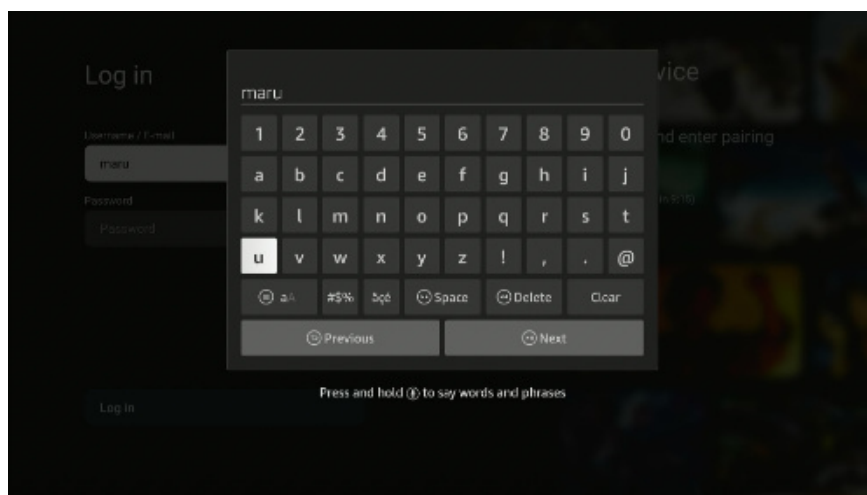 Log in
vice
maru
Username / E-mail
nd enter pairing
maru
Password
Password
1 2 3 4 5 6 7 8 9 0
a b c d e f g h i j
k l m n o p q r s t
u v w x y z ! , . @
aA #$% Space Delete Clear
Previous Next
Press and hold to say words and phrases
Log in